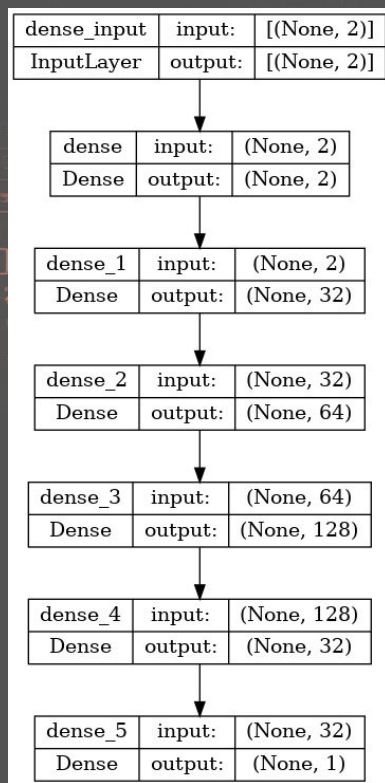 dense_input input: [(None, 2)]
InputLayer output: [(None, 2)]
dense input: (None, 2)
Dense output: (None, 2)
dense_1 input: (None, 2)
Dense output: (None, 32)
dense_2 input: (None, 32)
Dense output: (None, 64)
dense_3 input: (None, 64)
Dense output: (None, 128)
dense_4 input: (None, 128)
Dense output: (None, 32)
dense_5 input: (None, 32)
Dense output: (None, 1)